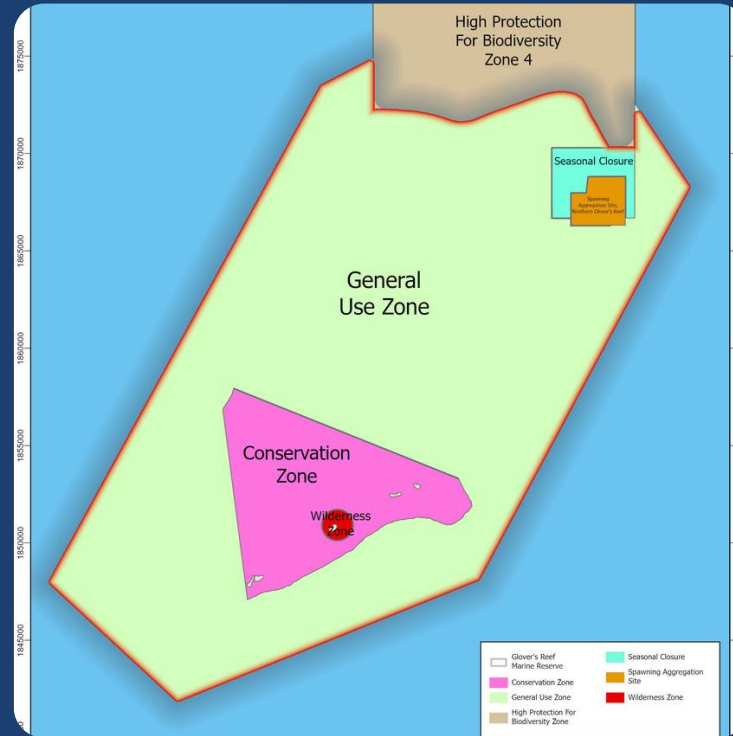 High Protection
For Biodiversity
Zone 4
1875000
1870000
Seasonal Closure
Spawning
Aggregation Site,
Northern Glover's Reef
1865000
General
Use Zone
1860000
1855000
Conservation
Zone
Wilderness
Zone
1850000
1845000
Glover's Reef
Marine Reserve
Conservation Zone
General Use Zone
High Protection For
Biodiversity Zone
Seasonal Closure
Spawning Aggregation
Site
Wilderness Zone